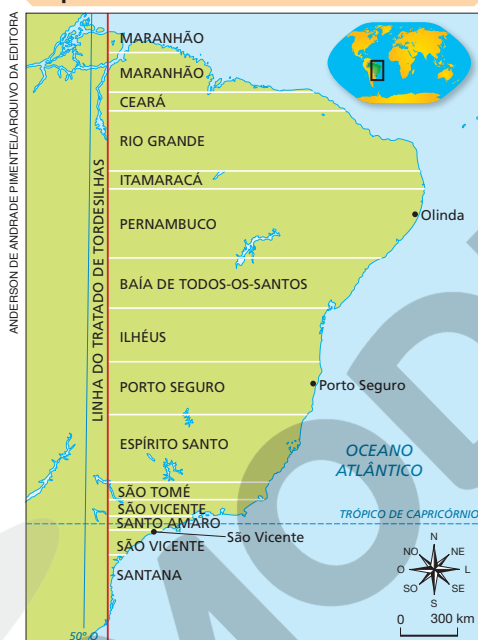 ANDERSON DE ANDRADE PIMENTEL/ARQUIVO DA EDITORA
MARANHÃO
MARANHÃO
CEARÁ
RIO GRANDE
ITAMARACÁ
PERNAMBUCO
Olinda
BAÍA DE TODOS-OS-SANTOS
LINHA DO TRATADO DE TORDESILHAS
ILHÉUS
PORTO SEGURO
Porto Seguro
ESPÍRITO SANTO
OCEANO
ATLÂNTICO
SÃO TOMÉ
SÃO VICENTE
TRÓPICO DE CAPRICÓRNIO
SANTO AMARO
São Vicente
SÃO VICENTE
SANTANA
N
NO
NE
O
L
SO
SE
S
0 300 km
50° O
MOD